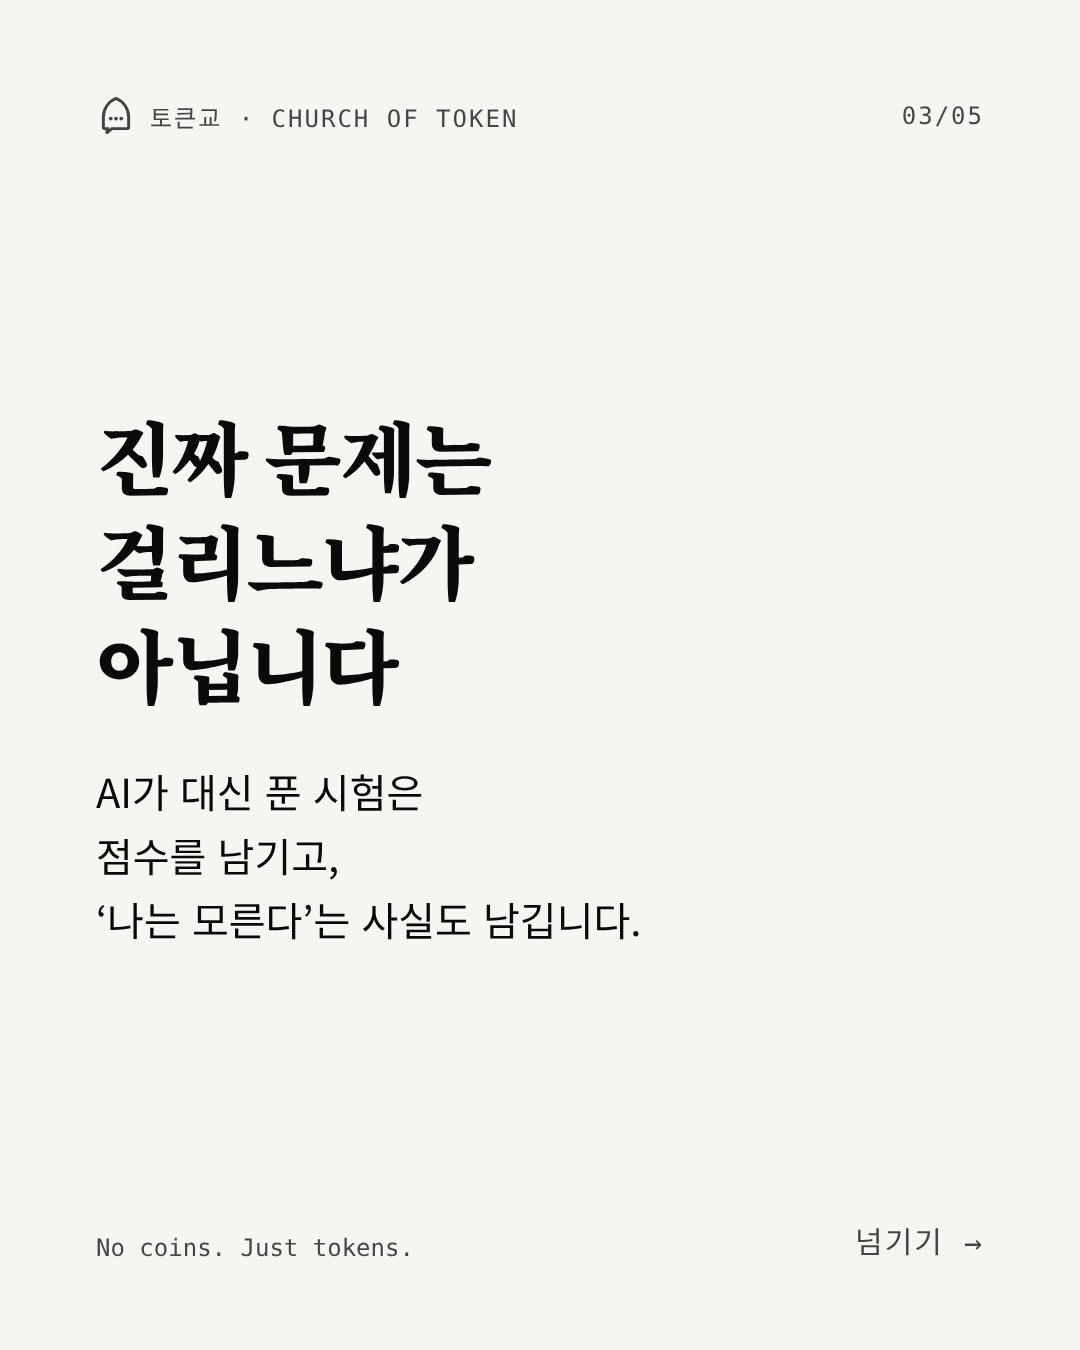 토큰교 · CHURCH OF TOKEN
03/05
진짜 문제는
걸리느냐가
아닙니다
AI가 대신 푼 시험은
점수를 남기고,
‘나는 모른다’는 사실도 남깁니다.
No coins. Just tokens.
넘기기 →